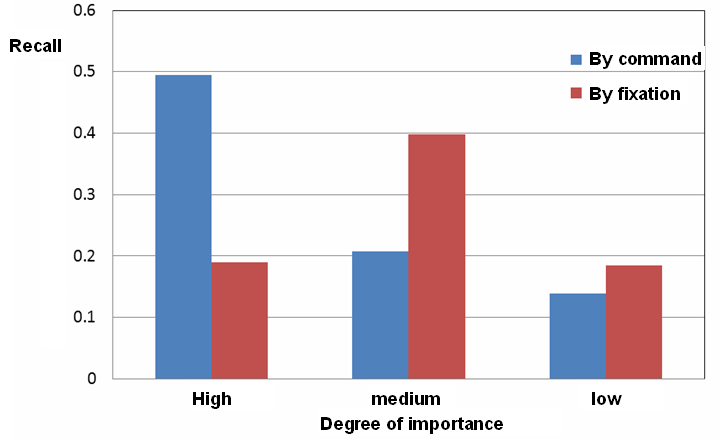 0.6
Recall
0.5
By command
By fixation
0.4
0.3
0.2
0.1
0
High medium low
Degree of importance